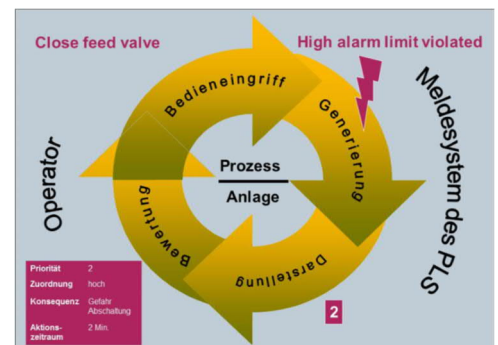 Close feed valve
High alarm limit violated
Bedieneingriff
Generierung
Meldesystem des PLS
Operator
Prozess
Anlage
Bewertung
Darstellung
Priorität 2
Zuordnung hoch
Konsequenz Gefahr
Abschaltung
Aktions- 2 Min.
zeitraum
2